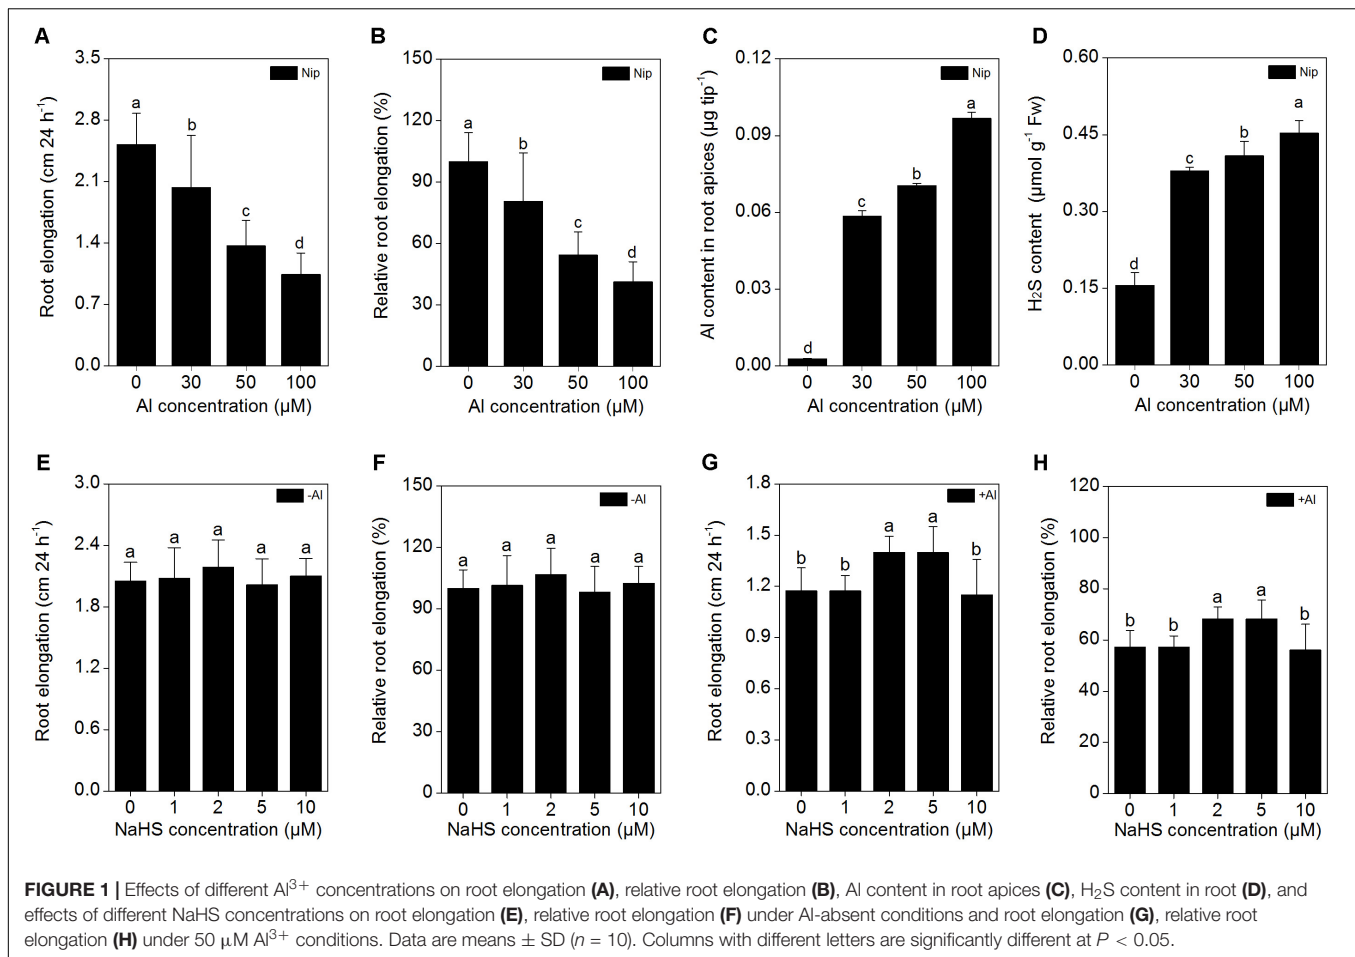 A
Root elongation (cm 24 h⁻¹)
3.5
2.8
2.1
1.4
0.7
0.0
Nip
a
b
c
d
0 30 50 100
Al concentration (µM)
B
Relative root elongation (%)
150
120
90
60
30
0
Nip
a
b
c
d
0 30 50 100
Al concentration (µM)
C
Al content in root apices (µg tip⁻¹)
0.12
0.09
0.06
0.03
0.00
Nip
d
c
b
a
0 30 50 100
Al concentration (µM)
D
H₂S content (µmol g⁻¹ Fw)
0.60
0.45
0.30
0.15
0.00
Nip
d
c
b
a
0 30 50 100
Al concentration (µM)
E
Root elongation (cm 24 h⁻¹)
3.0
2.4
1.8
1.2
0.6
0.0
-Al
a a a a a
0 1 2 5 10
NaHS concentration (µM)
F
Relative root elongation (%)
150
120
90
60
30
0
-Al
a a a a a
0 1 2 5 10
NaHS concentration (µM)
G
Root elongation (cm 24 h⁻¹)
1.8
1.5
1.2
0.9
0.6
0.3
0.0
+Al
b b a a b
0 1 2 5 10
NaHS concentration (µM)
H
Relative root elongation (%)
120
100
80
60
40
20
0
+Al
b b a a b
0 1 2 5 10
NaHS concentration (µM)
FIGURE 1 | Effects of different Al³⁺ concentrations on root elongation (A), relative root elongation (B), Al content in root apices (C), H₂S content in root (D), and
effects of different NaHS concentrations on root elongation (E), relative root elongation (F) under Al-absent conditions and root elongation (G), relative root
elongation (H) under 50 µM Al³⁺ conditions. Data are means ± SD (n = 10). Columns with different letters are significantly different at P < 0.05.